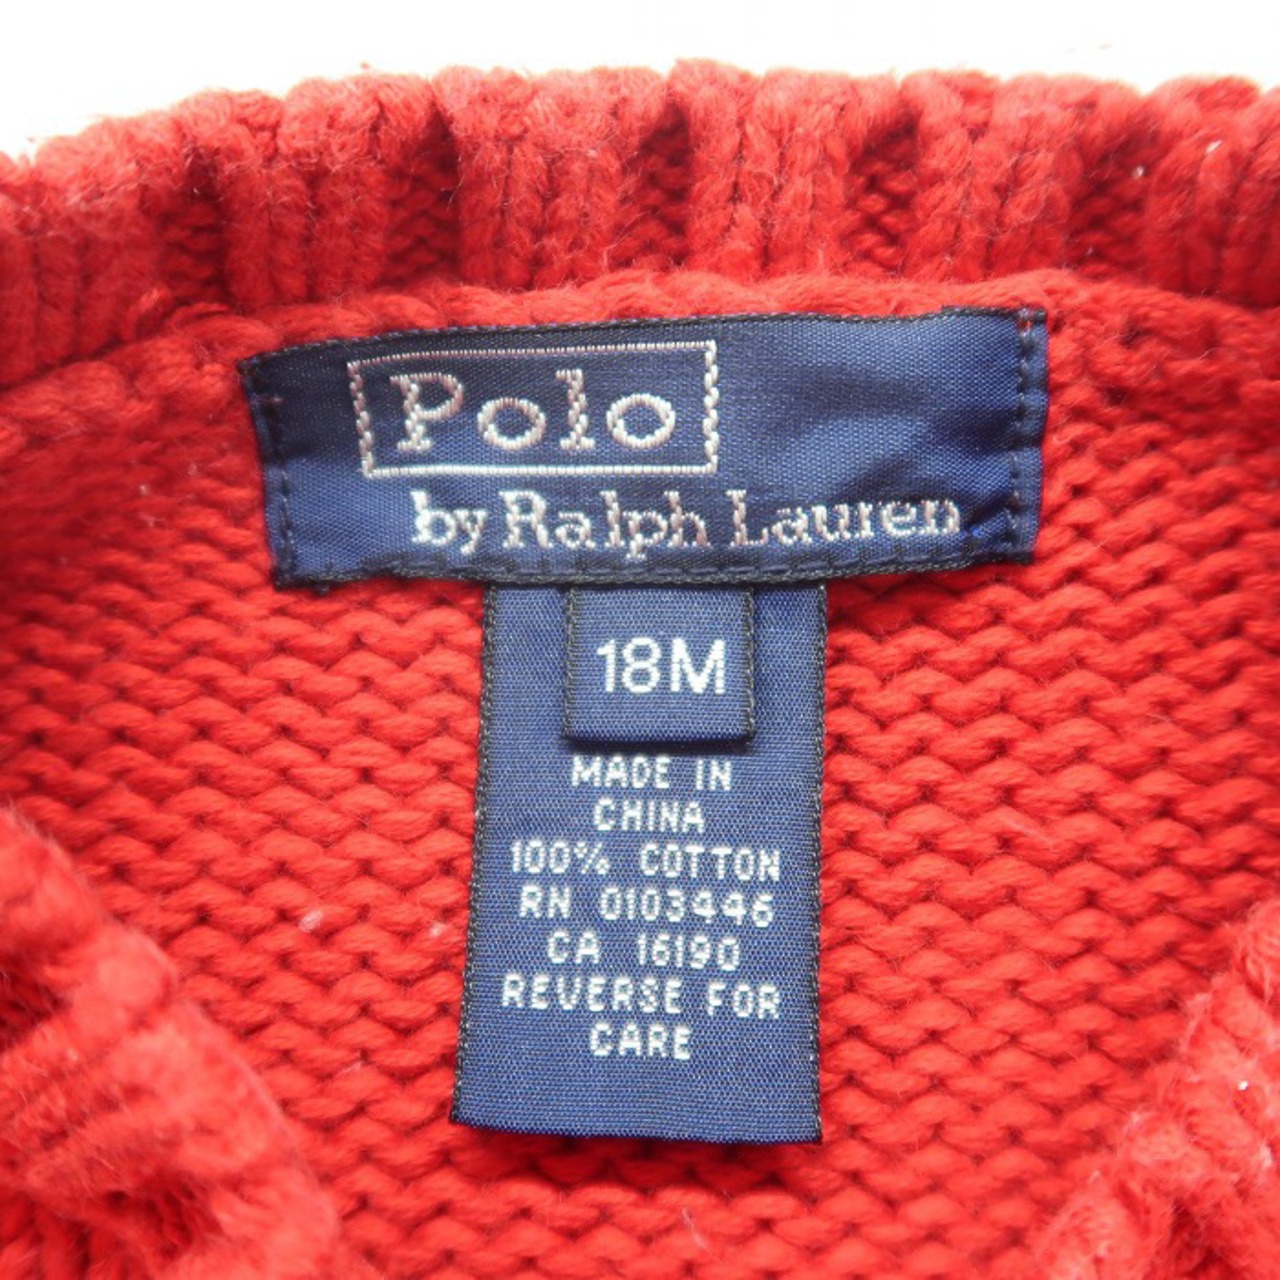 Polo
by Ralph Lauren
18M
MADE IN
CHINA
100% COTTON
RN 0103446
CA 16190
REVERSE FOR
CARE